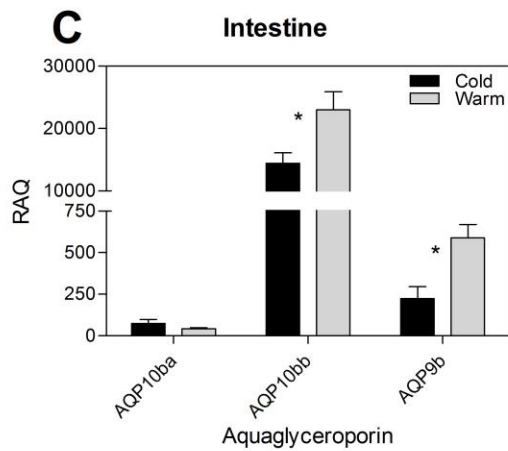 C Intestine
30000
Cold
Warm
*
20000
10000
RAQ
750
500
*
250
0
AQP10ba
AQP10bb
AQP9b
Aquaglyceroporin